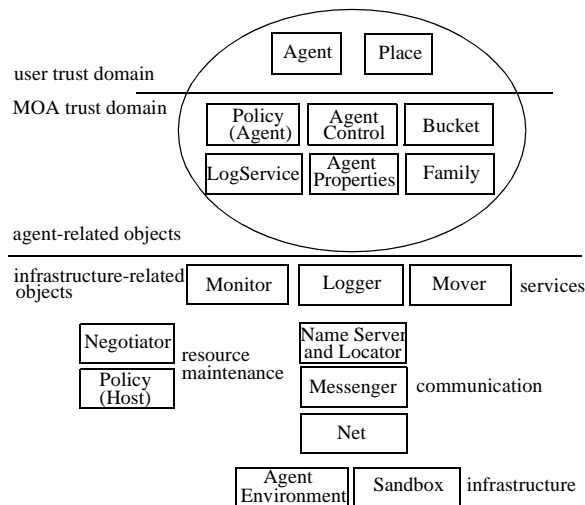 Agent
Place
user trust domain
MOA trust domain
Policy
(Agent)
Agent
Control
Bucket
LogService
Agent
Properties
Family
agent-related objects
infrastructure-related
objects
Monitor
Logger
Mover
services
Negotiator
resource
maintenance
Policy
(Host)
Name Server
and Locator
Messenger
communication
Net
Agent
Environment
Sandbox
infrastructure